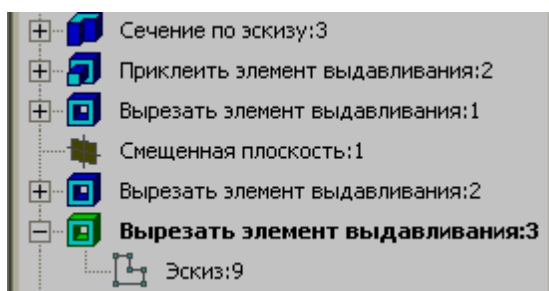 Сечение по эскизу:3
Приклеить элемент выдавливания:2
Вырезать элемент выдавливания:1
Смещенная плоскость:1
Вырезать элемент выдавливания:2
Вырезать элемент выдавливания:3
Эскиз:9